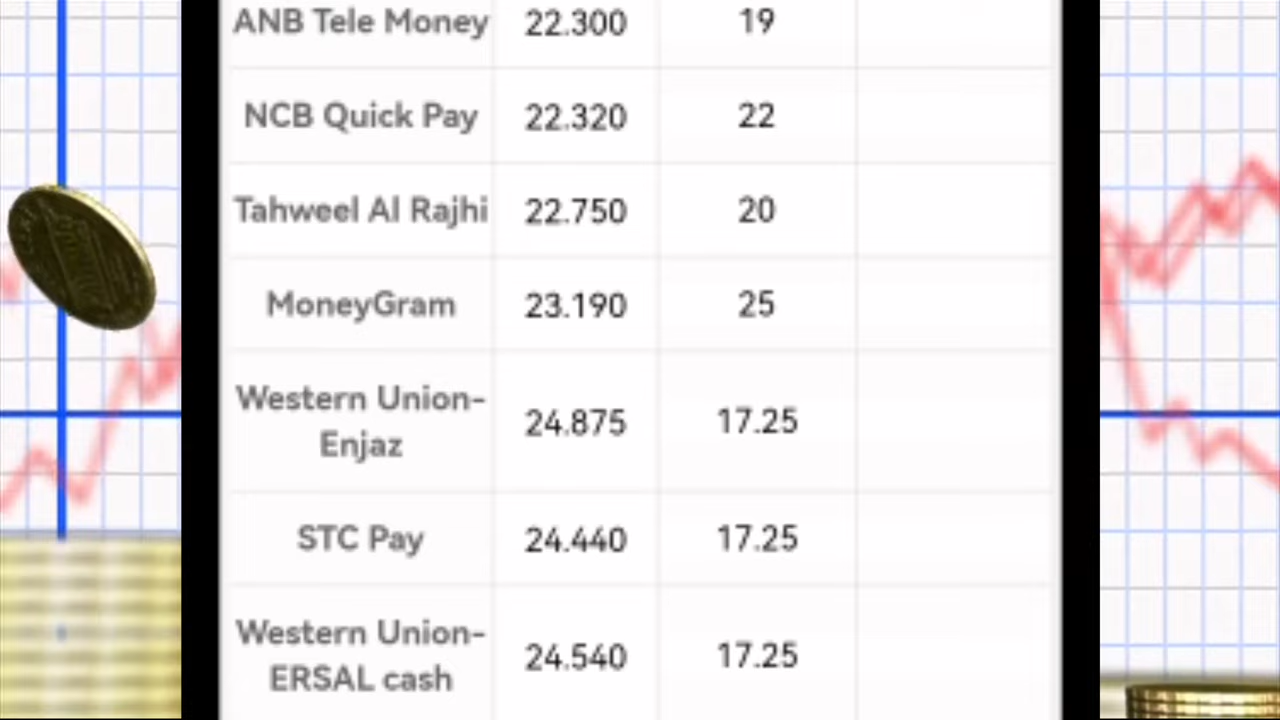 ANB Tele Money 22.300 19
NCB Quick Pay 22.320 22
Tahweel Al Rajhi 22.750 20
MoneyGram 23.190 25
Western Union-
Enjaz 24.875 17.25
STC Pay 24.440 17.25
Western Union-
ERSAL cash 24.540 17.25